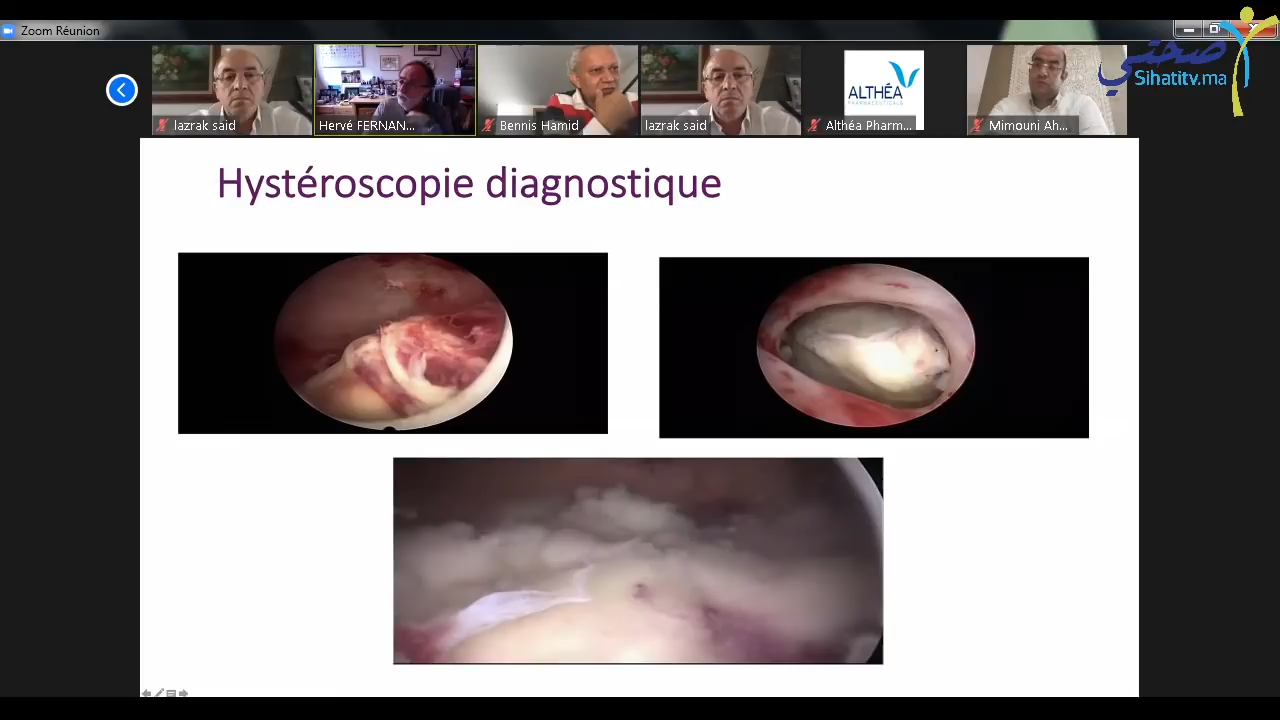 Zoom Réunion
صحتي
Sihatitv.ma
lazrak said
Hervé FERNAN...
Bennis Hamid
lazrak said
ALTHÉA
PHARMACEUTICALS
Althéa Pharm...
Mimouni Ah...
Hystéroscopie diagnostique